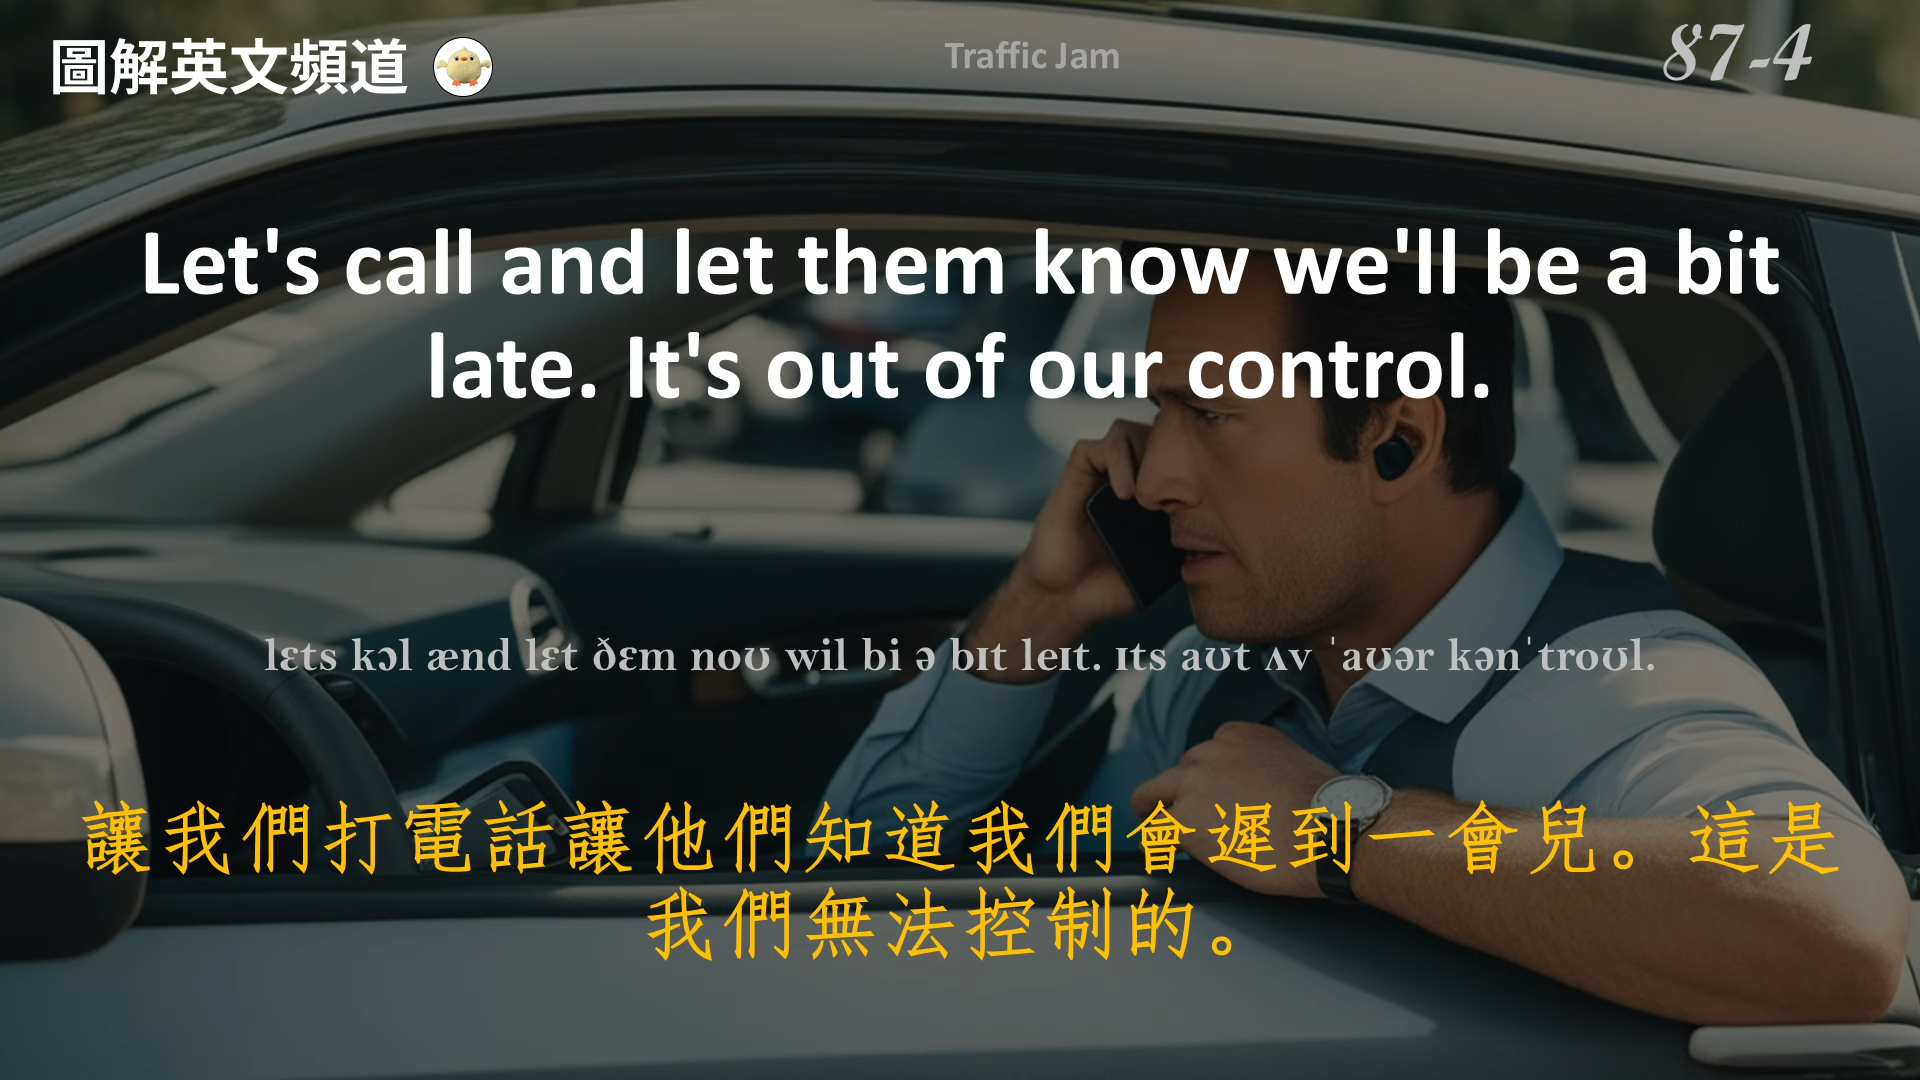 圖解英文頻道
Traffic Jam
87-4
Let's call and let them know we'll be a bit
late. It's out of our control.
lɛts kɔl ænd lɛt ðɛm noʊ wil bi ə bɪt leɪt. ɪts aʊt ʌv ˈaʊər kənˈtroʊl.
讓我們打電話讓他們知道我們會遲到一會兒。這是
我們無法控制的。